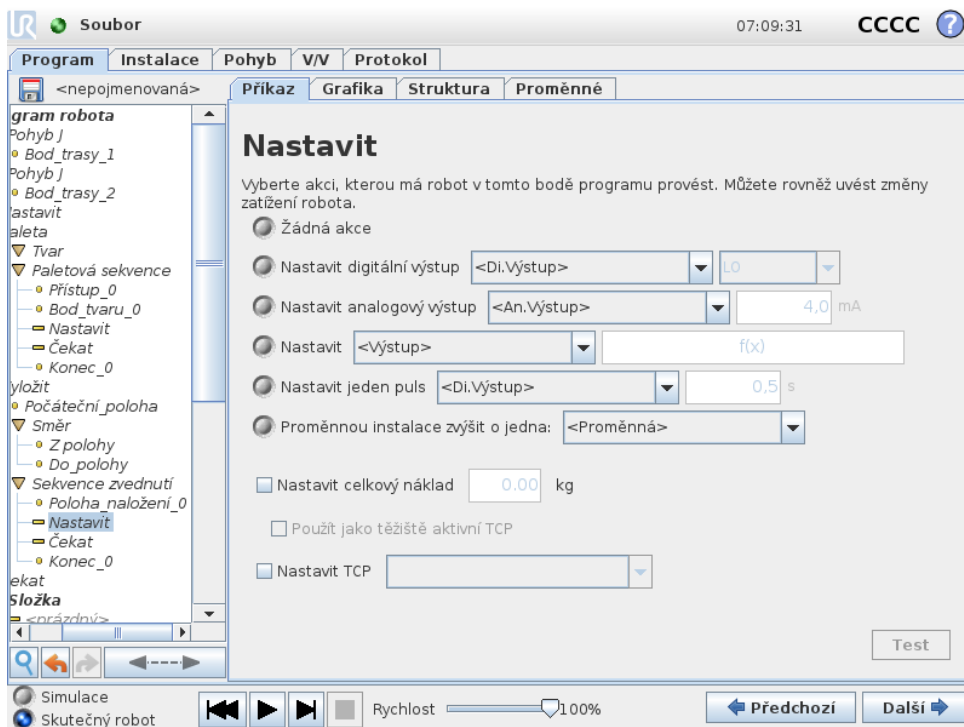 UR Soubor 07:09:31 CCCC ?
Program Instalace Pohyb V/V Protokol
<nepojmenovaná> Příkaz Grafika Struktura Proměnné
gram robota
Pohyb J
Bod_trasy_1
Pohyb J
Bod_trasy_2
lastavit
aleta
Tvar
Paletová sekvence
Přístup_0
Bod_tvaru_0
Nastavit
Čekat
Konec_0
yložit
Počáteční_poloha
Směr
Z polohy
Do_polohy
Sekvence zvednutí
Poloha_naložení_0
Nastavit
Čekat
Konec_0
ekat
Složka
<prázdný>
Nastavit
Vyberte akci, kterou má robot v tomto bodě programu provést. Můžete rovněž uvést změny
zatížení robota.
Žádná akce
Nastavit digitální výstup <Di.Výstup> L0
Nastavit analogový výstup <An.Výstup> 4,0 mA
Nastavit <Výstup> f(x)
Nastavit jeden puls <Di.Výstup> 0,5 s
Proměnnou instalace zvýšit o jedna: <Proměnná>
Nastavit celkový náklad 0.00 kg
Použít jako těžiště aktivní TCP
Nastavit TCP
Test
Simulace
Skutečný robot
Rychlost 100%
Předchozí Další